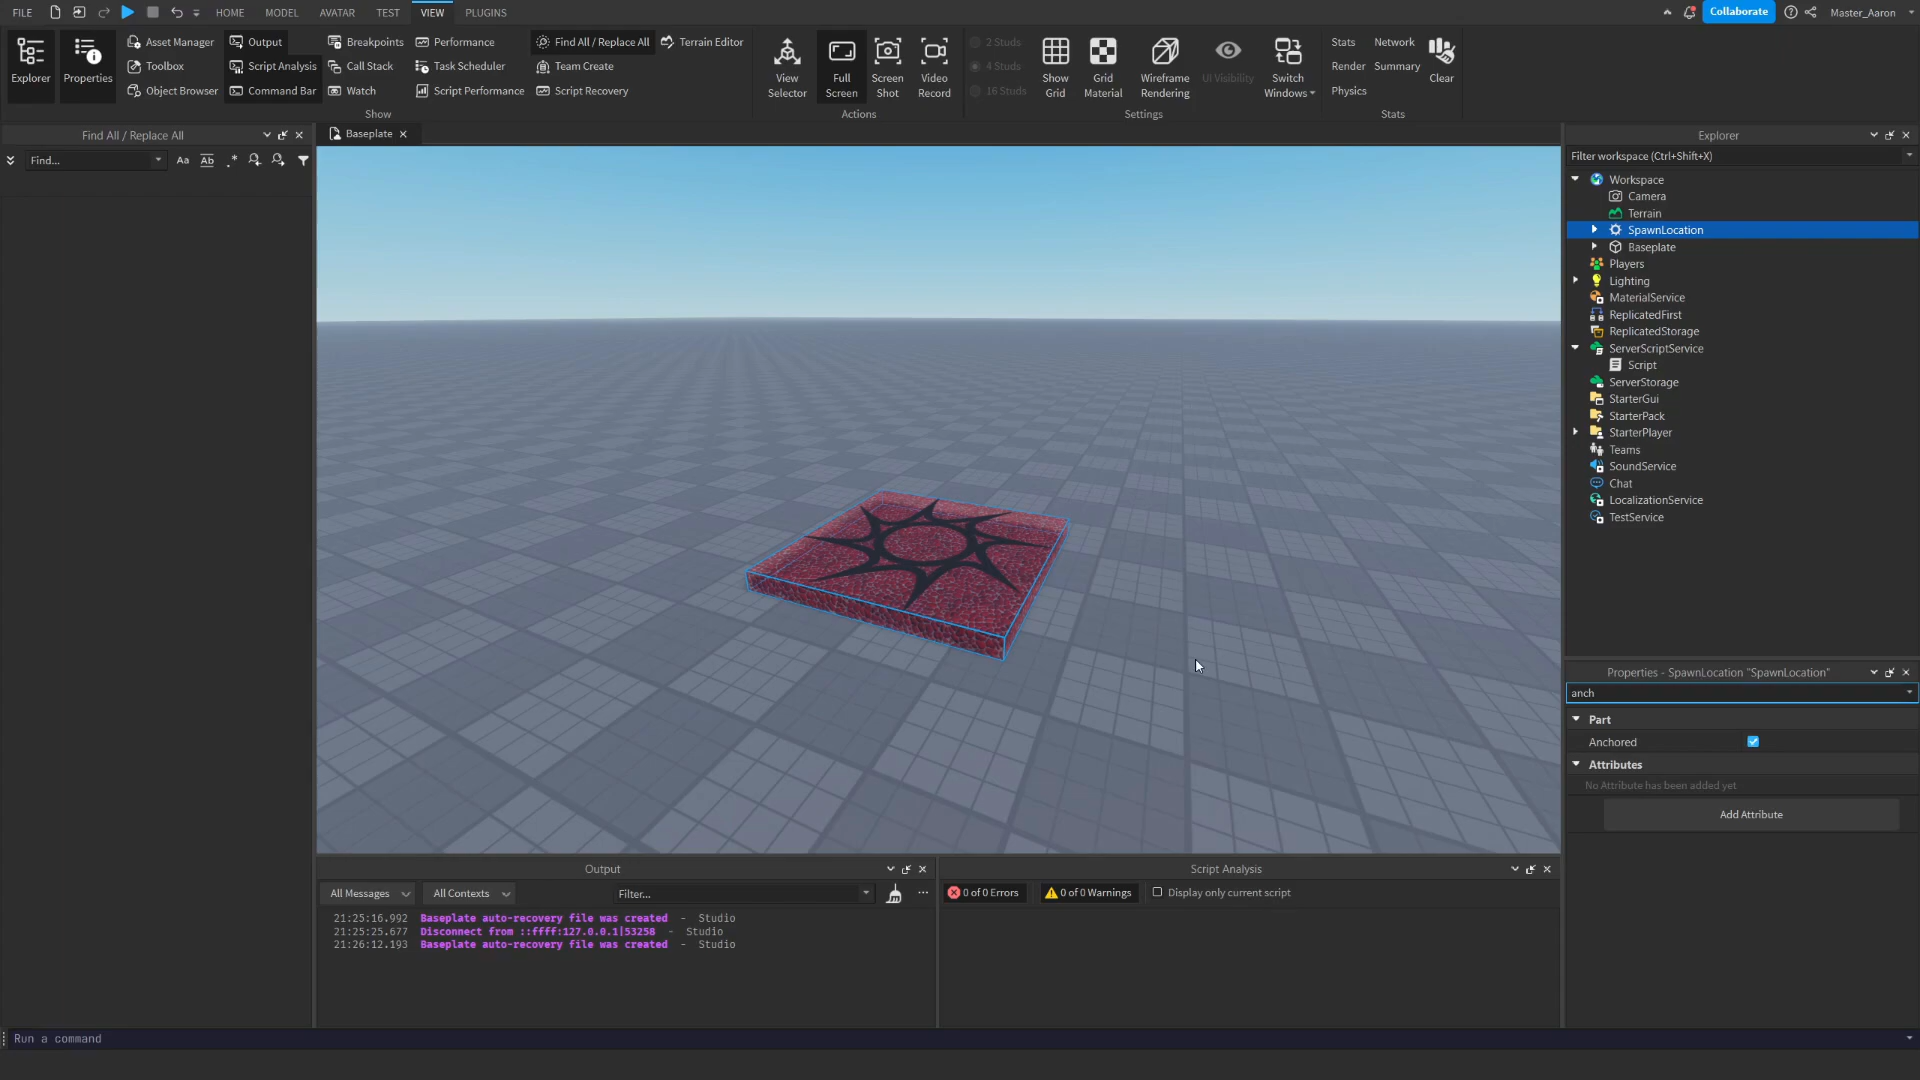 FILE HOME MODEL AVATAR TEST VIEW PLUGINS Collaborate Master_Aaron
Explorer
Properties
Asset Manager
Toolbox
Object Browser
Output
Script Analysis
Command Bar
Breakpoints
Call Stack
Watch
Performance
Task Scheduler
Script Performance
Find All / Replace All
Team Create
Script Recovery
Terrain Editor
Show
View
Selector
Full
Screen
Screen
Shot
Video
Record
Actions
2 Studs
4 Studs
16 Studs
Show
Grid
Grid
Material
Wireframe
Rendering
UI Visibility
Switch
Windows
Settings
Stats
Render
Physics
Network
Summary
Clear
Stats
Find All / Replace All
Find...
Aa
Ab
.*
Baseplate
Explorer
Filter workspace (Ctrl+Shift+X)
Workspace
Camera
Terrain
SpawnLocation
Baseplate
Players
Lighting
MaterialService
ReplicatedFirst
ReplicatedStorage
ServerScriptService
Script
ServerStorage
StarterGui
StarterPack
StarterPlayer
Teams
SoundService
Chat
LocalizationService
TestService
Properties - SpawnLocation "SpawnLocation"
anch
Part
Anchored
Attributes
No Attribute has been added yet
Add Attribute
Output
All Messages All Contexts Filter...
21:25:16.992 Baseplate auto-recovery file was created - Studio
21:25:25.677 Disconnect from ::ffff:127.0.0.1|53258 - Studio
21:26:12.193 Baseplate auto-recovery file was created - Studio
Script Analysis
0 of 0 Errors 0 of 0 Warnings Display only current script
Run a command